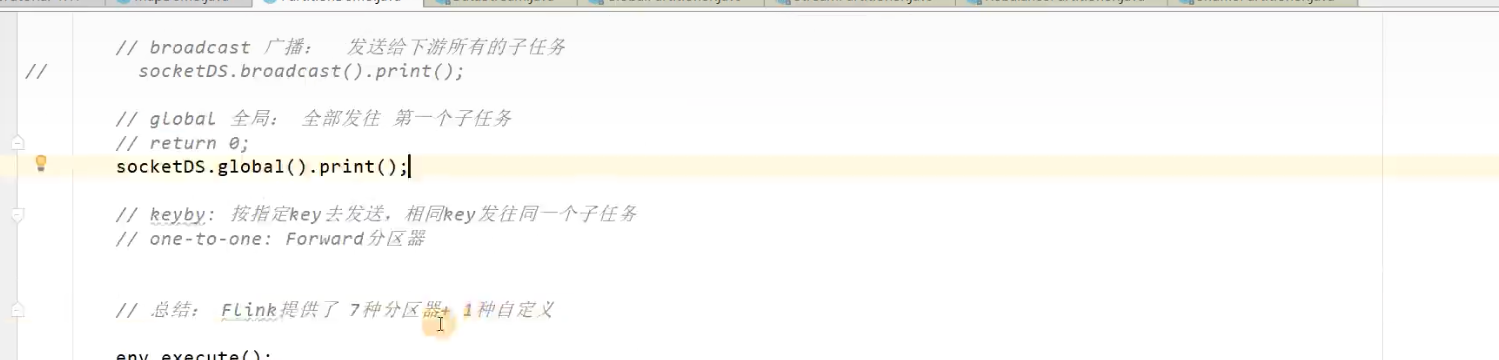 // broadcast 广播： 发送给下游所有的子任务
// socketDS.broadcast().print();
// global 全局： 全部发往 第一个子任务
// return 0;
socketDS.global().print();
// keyby: 按指定key去发送，相同key发往同一个子任务
// one-to-one: Forward分区器
// 总结： Flink提供了 7种分区器+ 1种自定义
env.execute();